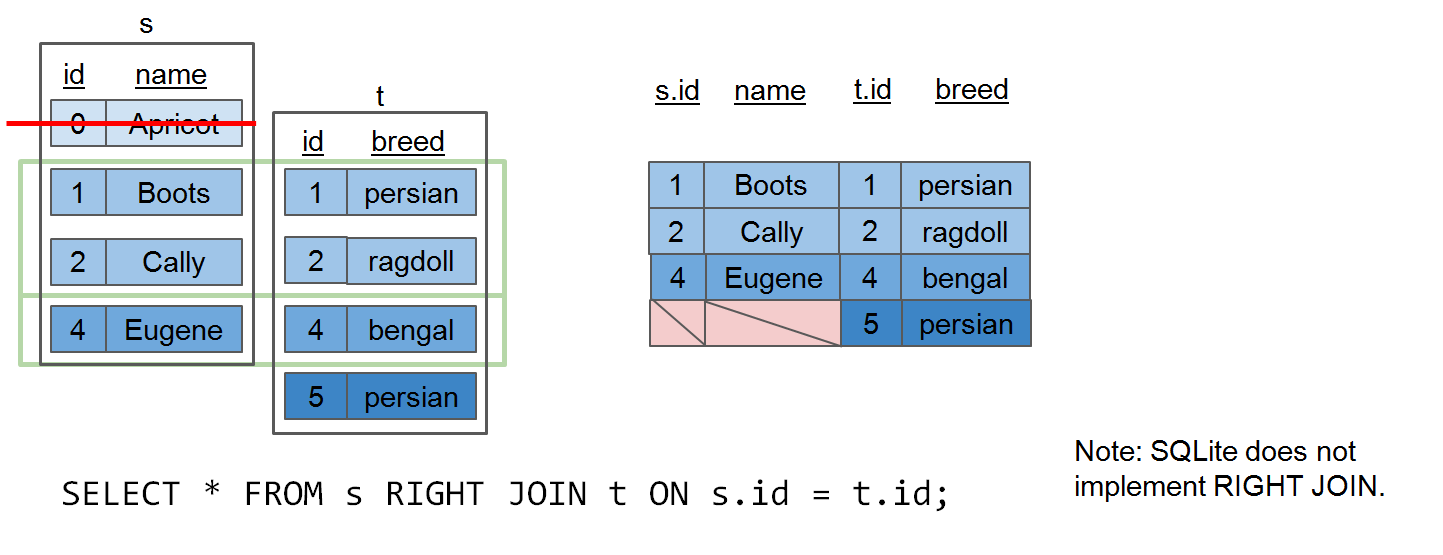 s
id name
0 Apricot
1 Boots
2 Cally
4 Eugene
t
id breed
1 persian
2 ragdoll
4 bengal
5 persian
s.id name t.id breed
1 Boots 1 persian
2 Cally 2 ragdoll
4 Eugene 4 bengal
5 persian
SELECT * FROM s RIGHT JOIN t ON s.id = t.id;
Note: SQLite does not
implement RIGHT JOIN.